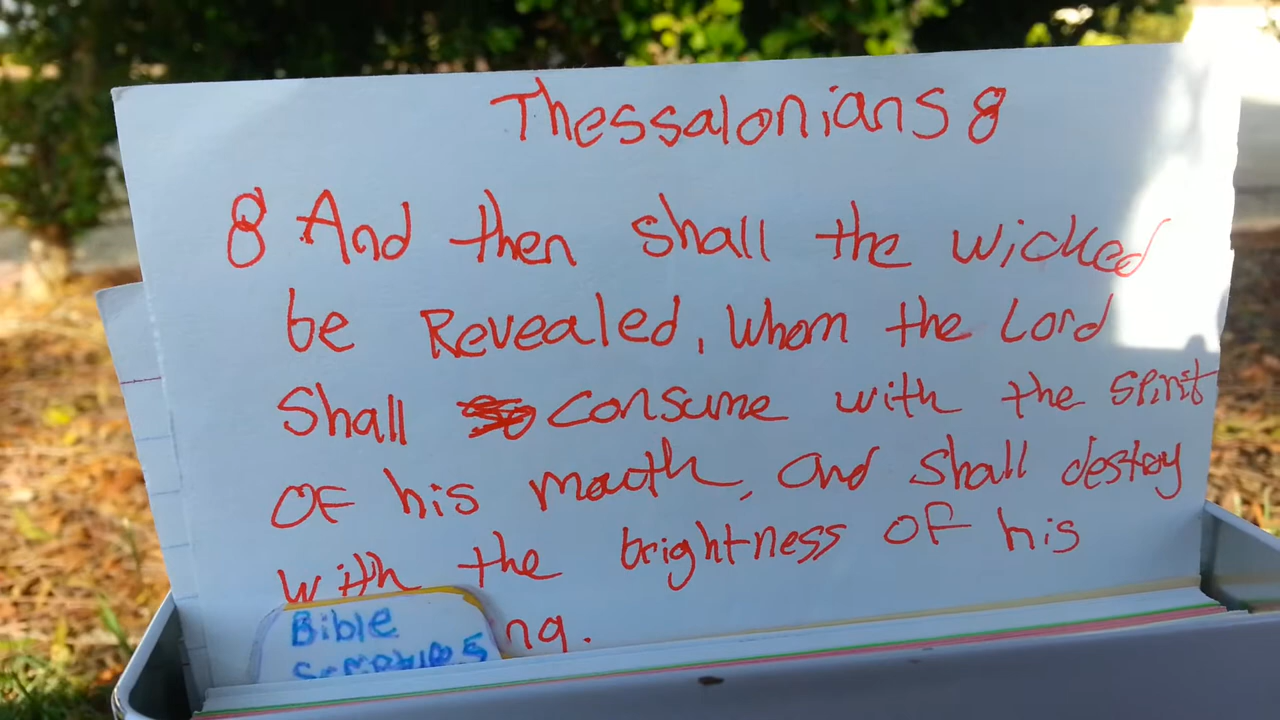 Thessalonians 8
8 And then shall the wicked
be Revealed, whom the Lord
Shall consume with the spirit
OF his mouth, and shall destroy
with the brightness OF his
ng.
Bible